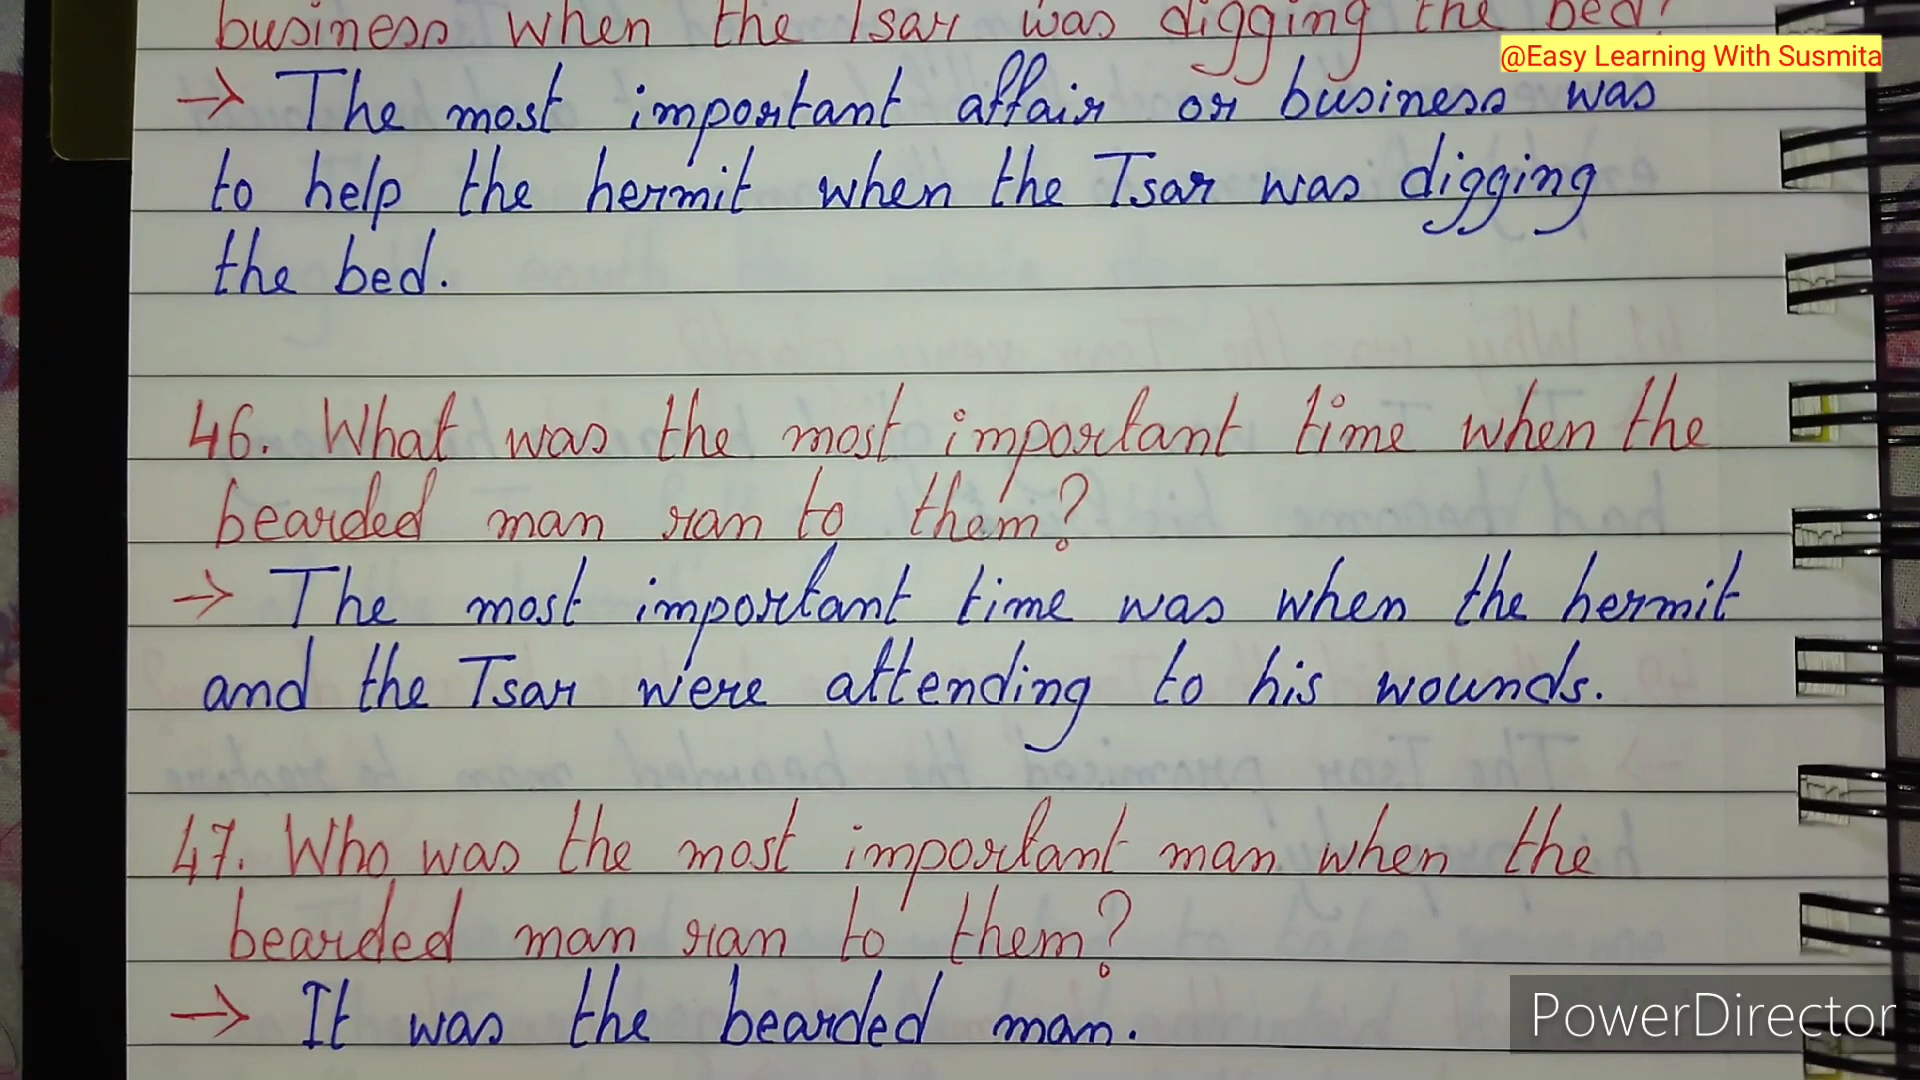 business when the Tsar was digging the bed?
@Easy Learning With Susmita
→ The most important affair or business was
to help the hermit when the Tsar was digging
the bed.
46. What was the most important time when the
bearded man ran to them?
→ The most important time was when the hermit
and the Tsar were attending to his wounds.
47. Who was the most important man when the
bearded man ran to them?
→ It was the bearded man.
PowerDirector